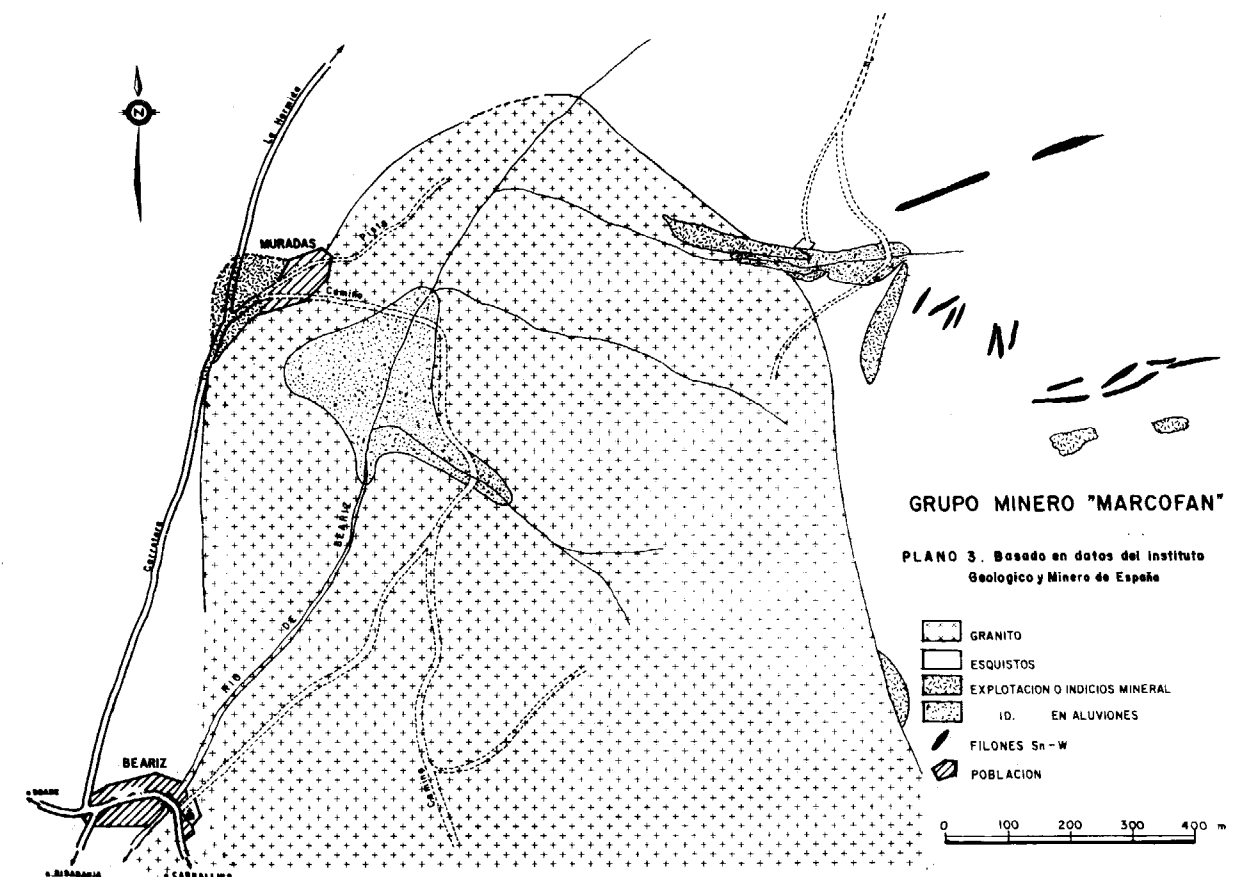 N
La Hermida
MURADAS
Pista
Camino
Carretera
RIO DE BEARIZ
Camino
BEARIZ
a CARBALLINO
GRUPO MINERO "MARCOFAN"
PLANO 3. Basado en datos del Instituto
Geologico y Minero de España
GRANITO
ESQUISTOS
EXPLOTACION O INDICIOS MINERAL
ID. EN ALUVIONES
FILONES Sn-W
POBLACION
0 100 200 300 400 m